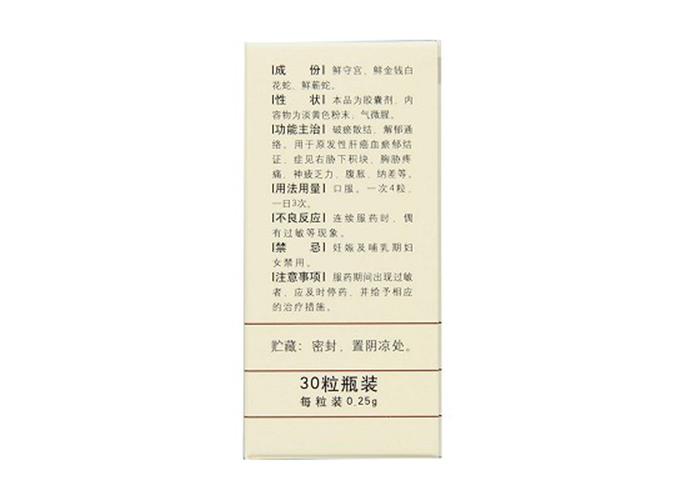 |成 份| 鲜守宫、鲜金钱白
花蛇、鲜蕲蛇。
|性 状| 本品为胶囊剂，内
容物为淡黄色粉末，气微腥。
|功能主治| 破瘀散结，解郁通
络。用于原发性肝癌血瘀郁结
证，症见右胁下积块，胸胁疼
痛，神疲乏力，腹胀，纳差等。
|用法用量| 口服。一次4粒，
一日3次。
|不良反应| 连续服药时，偶
有过敏等现象。
|禁 忌| 妊娠及哺乳期妇
女禁用。
|注意事项| 服药期间出现过敏
者，应及时停药，并给予相应
的治疗措施。
贮藏：密封，置阴凉处。
30粒瓶装
每粒装0.25g